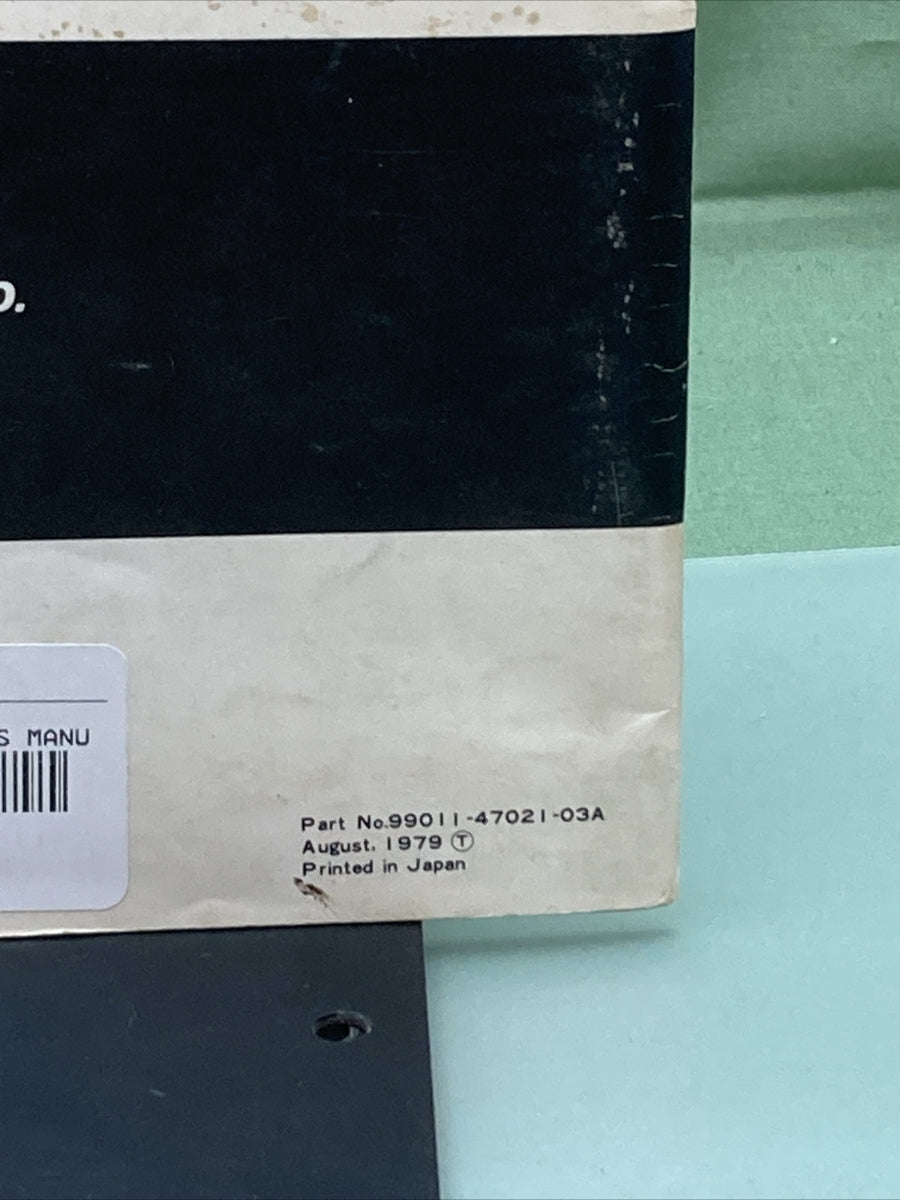 o.
S MANU
Part No.99011-47021-03A
August. 1979 Ⓣ
Printed in Japan